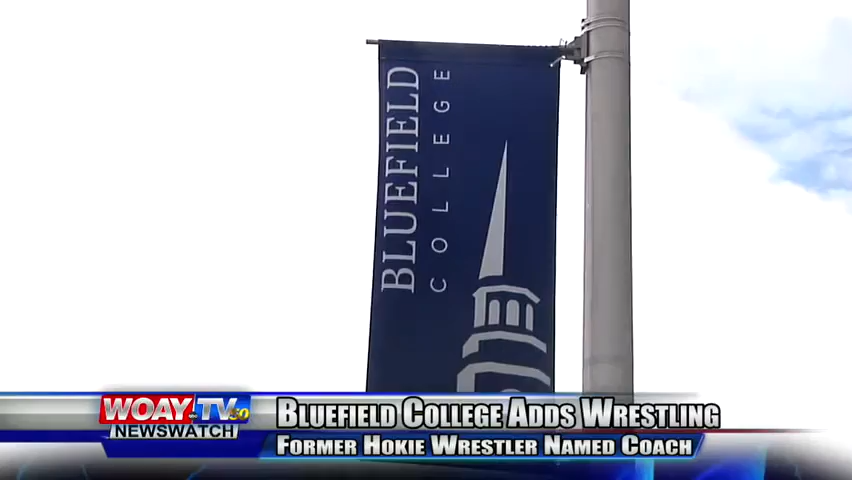 BLUEFIELD
COLLEGE
WOAY-TV 50
NEWSWATCH
BLUEFIELD COLLEGE ADDS WRESTLING
FORMER HOKIE WRESTLER NAMED COACH